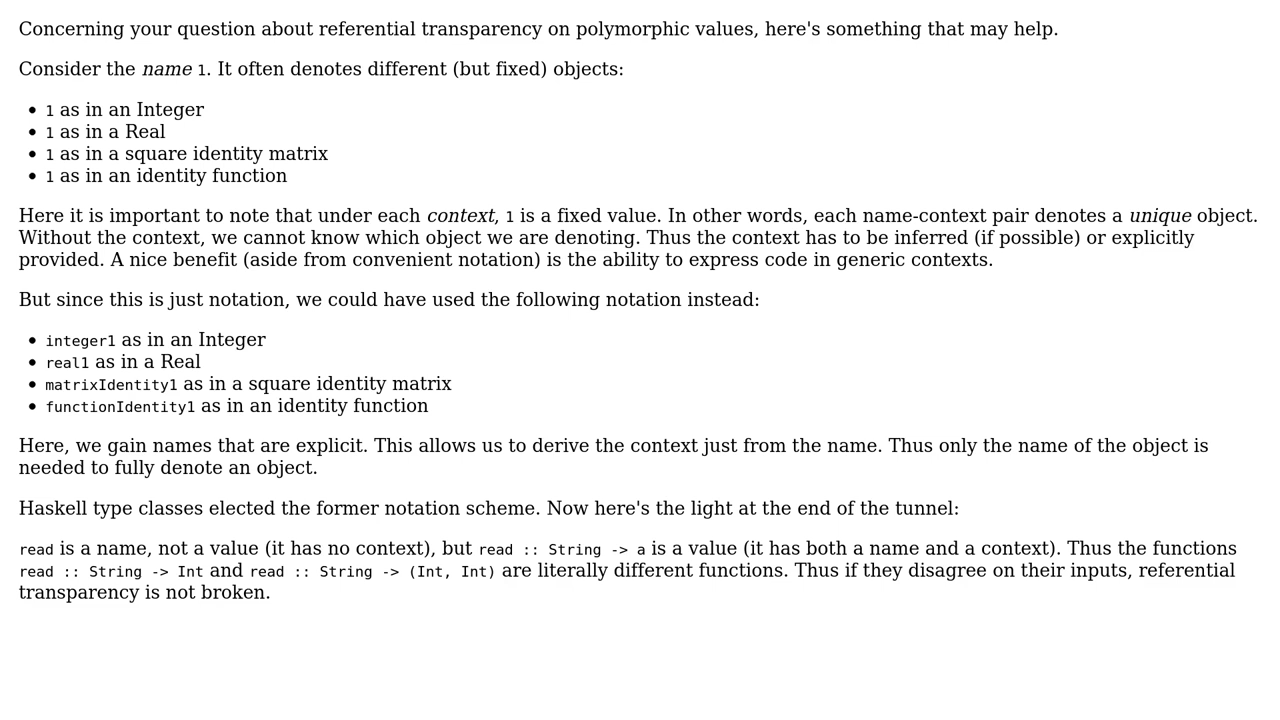 Concerning your question about referential transparency on polymorphic values, here's something that may help.
Consider the name 1. It often denotes different (but fixed) objects:
• 1 as in an Integer
• 1 as in a Real
• 1 as in a square identity matrix
• 1 as in an identity function
Here it is important to note that under each context, 1 is a fixed value. In other words, each name-context pair denotes a unique object.
Without the context, we cannot know which object we are denoting. Thus the context has to be inferred (if possible) or explicitly
provided. A nice benefit (aside from convenient notation) is the ability to express code in generic contexts.
But since this is just notation, we could have used the following notation instead:
• integer1 as in an Integer
• real1 as in a Real
• matrixIdentity1 as in a square identity matrix
• functionIdentity1 as in an identity function
Here, we gain names that are explicit. This allows us to derive the context just from the name. Thus only the name of the object is
needed to fully denote an object.
Haskell type classes elected the former notation scheme. Now here's the light at the end of the tunnel:
read is a name, not a value (it has no context), but read :: String -> a is a value (it has both a name and a context). Thus the functions
read :: String -> Int and read :: String -> (Int, Int) are literally different functions. Thus if they disagree on their inputs, referential
transparency is not broken.